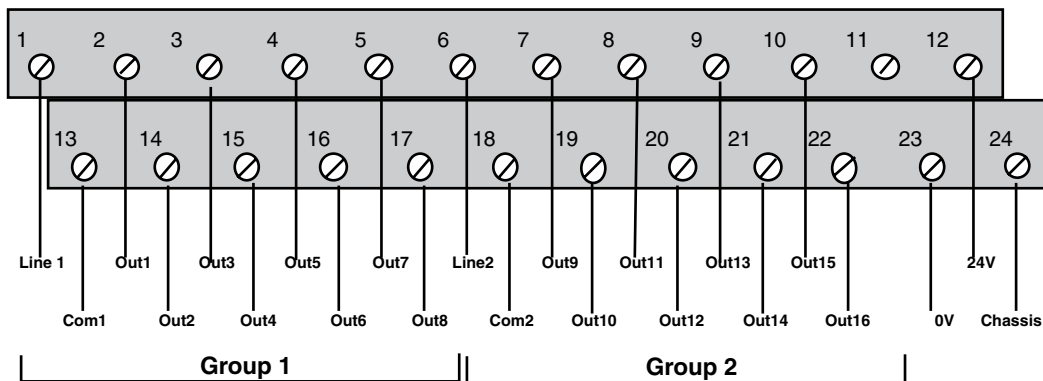 1 2 3 4 5 6 7 8 9 10 11 12
13 14 15 16 17 18 19 20 21 22 23 24
Line 1 Out1 Out3 Out5 Out7 Line2 Out9 Out11 Out13 Out15 24V
Com1 Out2 Out4 Out6 Out8 Com2 Out10 Out12 Out14 Out16 0V Chassis
Group 1 Group 2